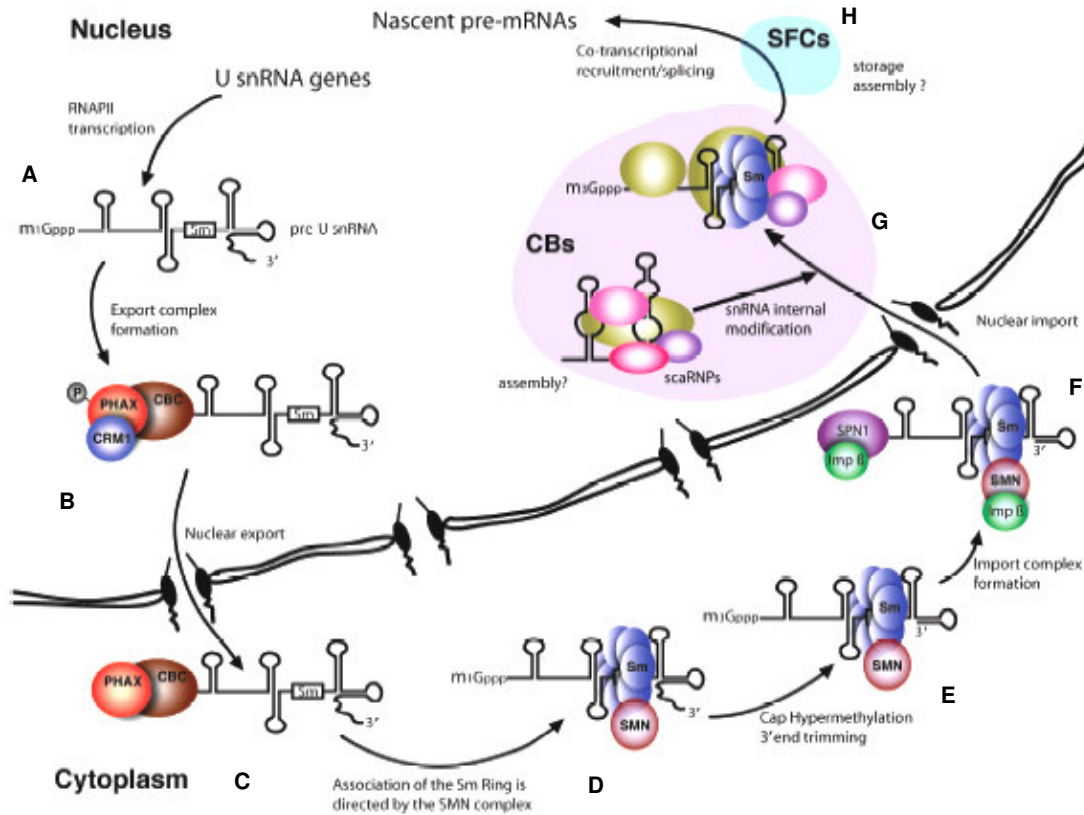 Nucleus
U snRNA genes
RNAPII
transcription
A
m1Gppp
Sm
pre U snRNA
3'
Export complex
formation
P
PHAX
CBC
CRM1
Sm
3'
B
Nuclear export
PHAX
CBC
Sm
3'
Cytoplasm
C
Association of the Sm Ring is
directed by the SMN complex
m1Gppp
Sm
SMN
3'
D
Cap Hypermethylation
3'end trimming
m3Gppp
Sm
3'
SMN
E
Import complex
formation
SPN1
Imp ß
Sm
3'
SMN
Imp ß
F
Nuclear import
G
CBs
assembly?
scaRNPs
snRNA internal
modification
m3Gppp
Sm
Co-transcriptional
recruitment/splicing
Nascent pre-mRNAs
SFCs
H
storage
assembly ?